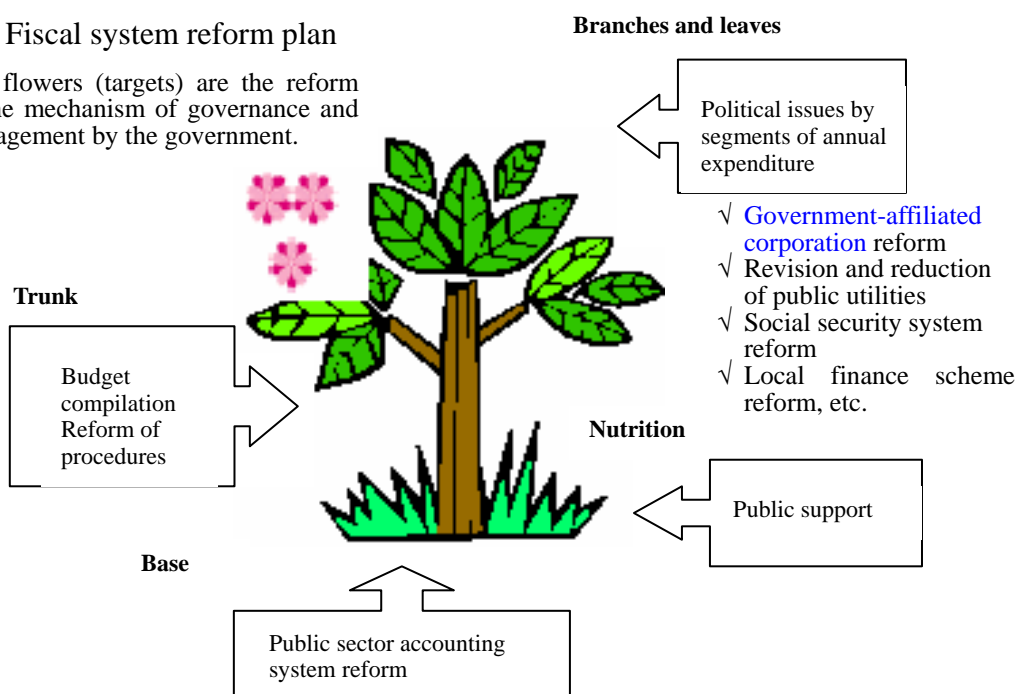 Fiscal system reform plan
flowers (targets) are the reform
mechanism of governance and
by the government.
Branches and leaves
Political issues by
segments of annual
expenditure
√ Government-affiliated
corporation reform
√ Revision and reduction
of public utilities
√ Social security system
reform
√ Local finance scheme
reform, etc.
Trunk
Budget
compilation
Reform of
procedures
Nutrition
Public support
Base
Public sector accounting
system reform